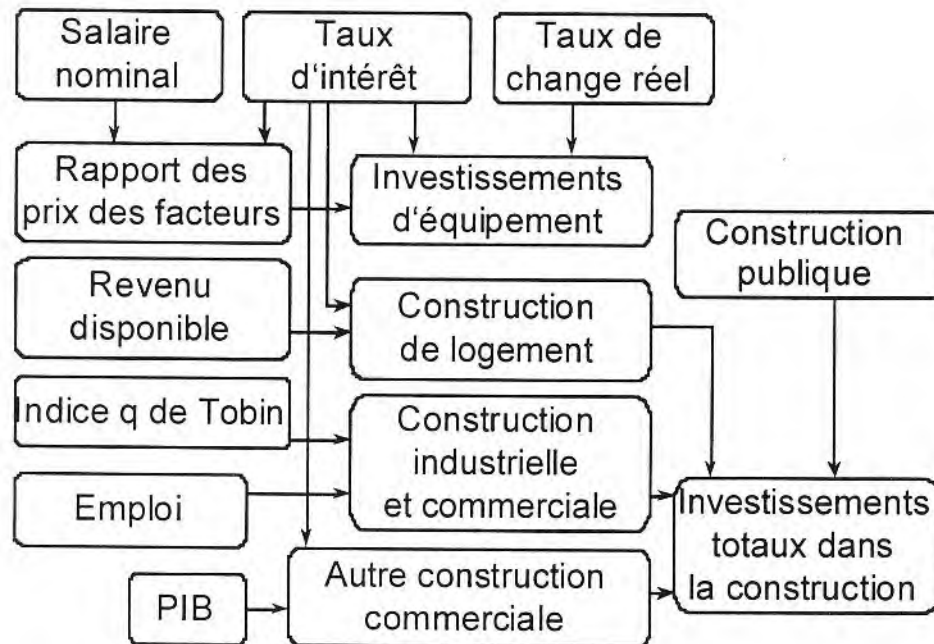 Salaire
nominal
Taux
d'intérêt
Taux de
change réel
Rapport des
prix des facteurs
Investissements
d'équipement
Construction
publique
Revenu
disponible
Construction
de logement
Indice q de Tobin
Construction
industrielle
et commerciale
Emploi
Investissements
totaux dans
la construction
PIB
Autre construction
commerciale